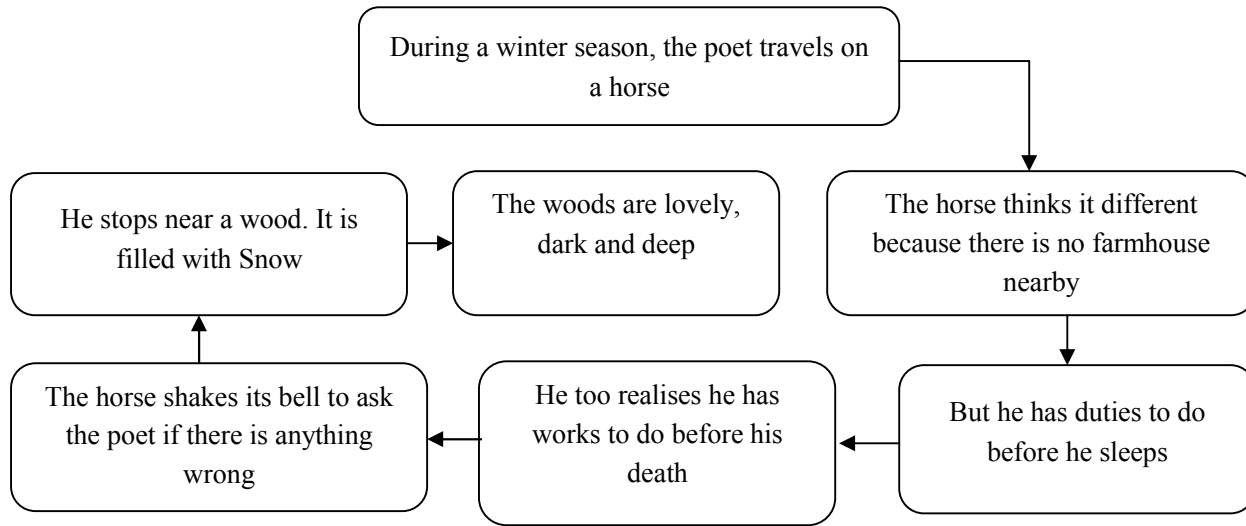 During a winter season, the poet travels on
a horse
He stops near a wood. It is
filled with Snow
The woods are lovely,
dark and deep
The horse thinks it different
because there is no farmhouse
nearby
The horse shakes its bell to ask
the poet if there is anything
wrong
He too realises he has
works to do before his
death
But he has duties to do
before he sleeps